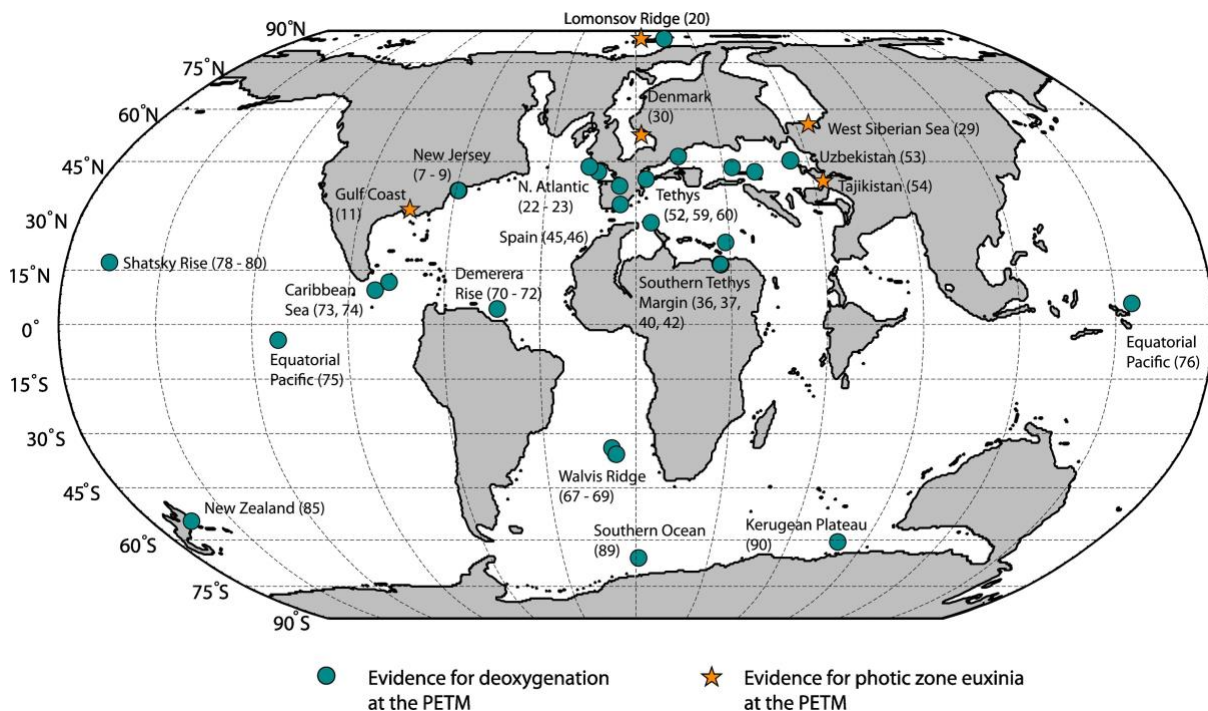 Lomonsov Ridge (20)
90°N
75°N
60°N
45°N
30°N
15°N
0°
15°S
30°S
45°S
60°S
75°S
90°S
Denmark
(30)
West Siberian Sea (29)
New Jersey
(7 - 9)
Uzbekistan (53)
Gulf Coast
(11)
N. Atlantic
(22 - 23)
Tethys
(52, 59, 60)
Tajikistan (54)
Spain (45,46)
Shatsky Rise (78 - 80)
Caribbean
Sea (73, 74)
Demerera
Rise (70 - 72)
Southern Tethys
Margin (36, 37,
40, 42)
Equatorial
Pacific (75)
Equatorial
Pacific (76)
Walvis Ridge
(67 - 69)
New Zealand (85)
Southern Ocean
(89)
Kerugean Plateau
(90)
Evidence for deoxygenation
at the PETM
Evidence for photic zone euxinia
at the PETM